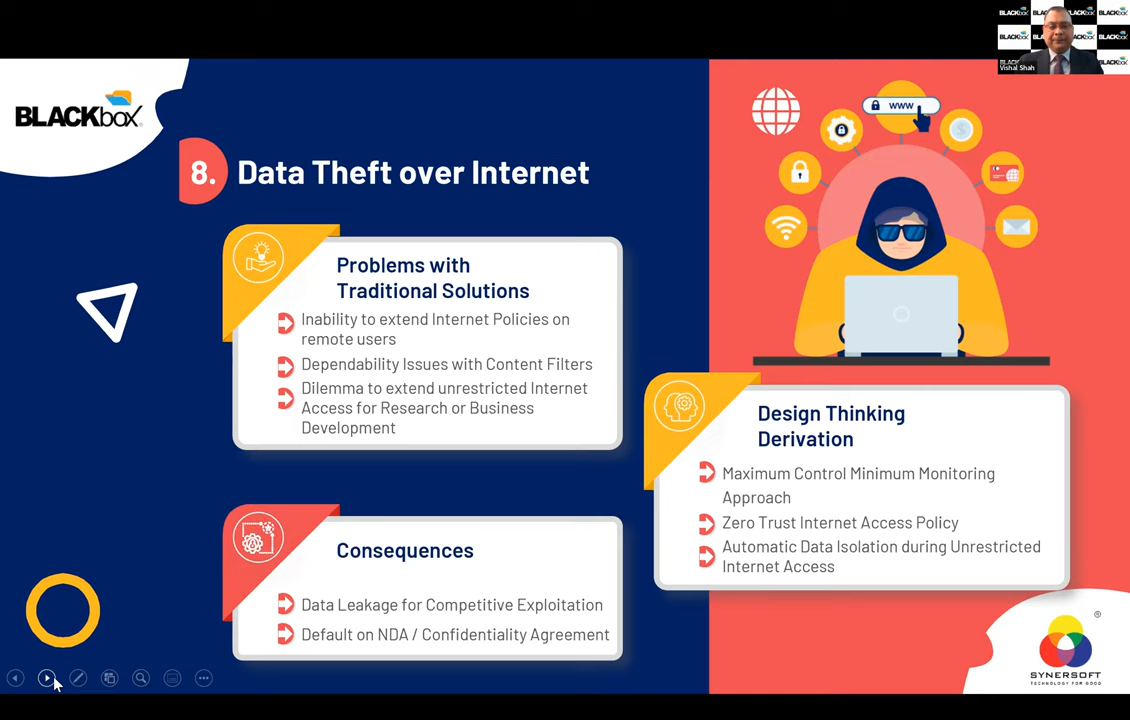 BLACKbox
Vishal Shah
BLACKbox
8. Data Theft over Internet
www
Problems with
Traditional Solutions
Inability to extend Internet Policies on
remote users
Dependability Issues with Content Filters
Dilemma to extend unrestricted Internet
Access for Research or Business
Development
Design Thinking
Derivation
Maximum Control Minimum Monitoring
Approach
Zero Trust Internet Access Policy
Automatic Data Isolation during Unrestricted
Internet Access
Consequences
Data Leakage for Competitive Exploitation
Default on NDA / Confidentiality Agreement
SYNERSOFT
TECHNOLOGY FOR GOOD